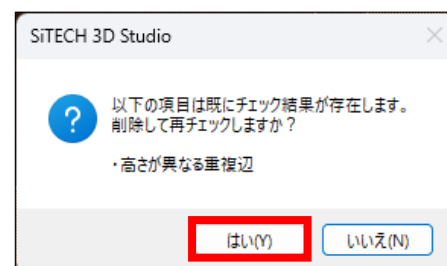 SiTECH 3D Studio
以下の項目は既にチェック結果が存在します。
削除して再チェックしますか？
・高さが異なる重複辺
はい(Y)
いいえ(N)